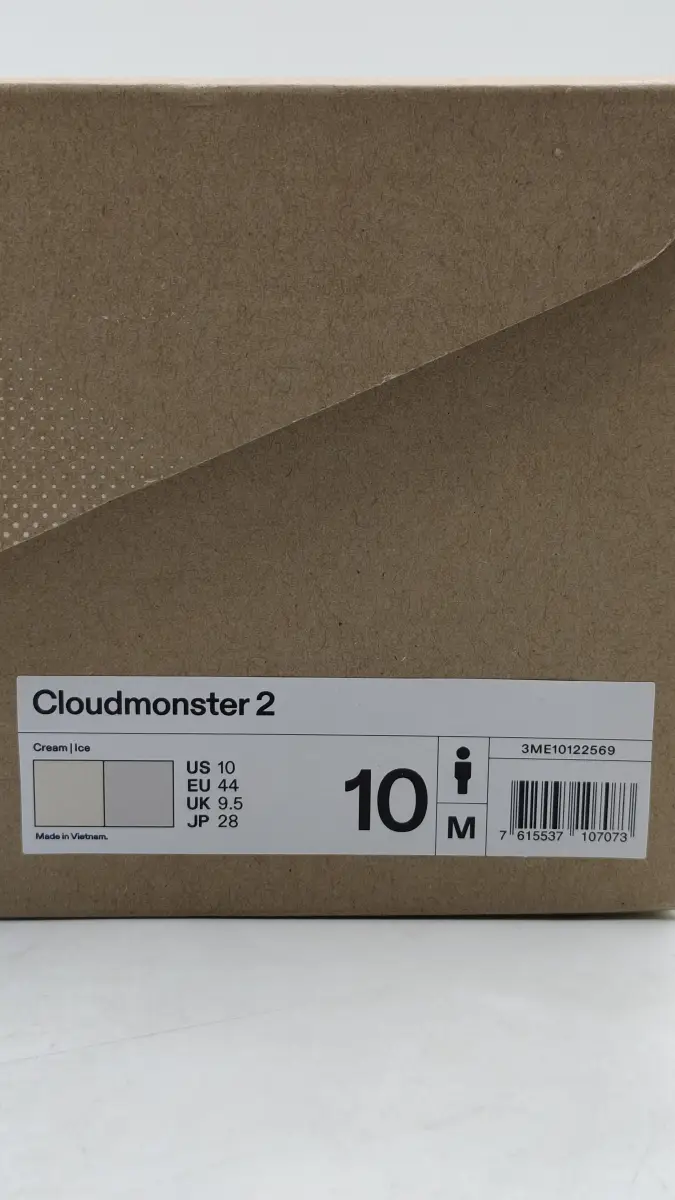 Cloudmonster 2
Cream | Ice
US 10
EU 44
UK 9.5
JP 28
Made in Vietnam.
10
M
3ME10122569
7 615537 107073